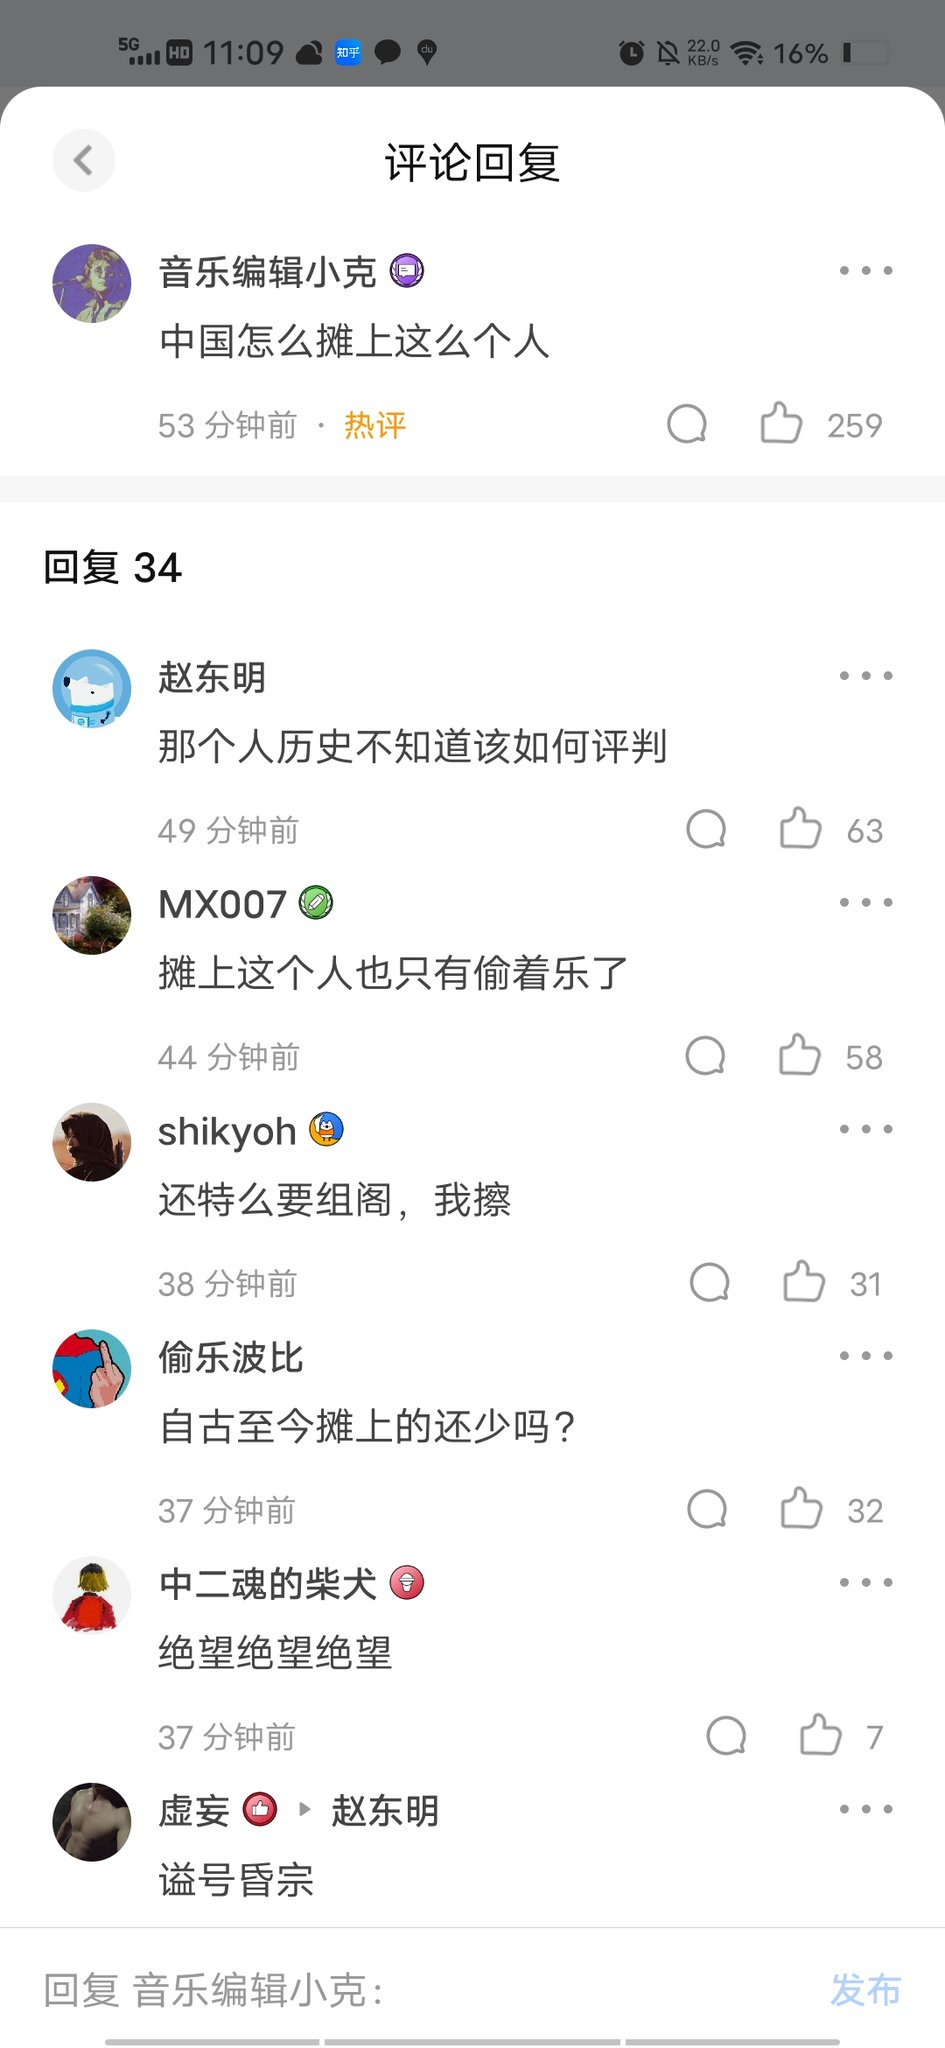 5G HD 11:09 知乎 du 22.0 KB/s 16%
评论回复
音乐编辑小克
中国怎么摊上这么个人
53 分钟前 · 热评 259
回复 34
赵东明
那个人历史不知道该如何评判
49 分钟前 63
MX007
摊上这个人也只有偷着乐了
44 分钟前 58
shikyoh
还特么要组阁，我擦
38 分钟前 31
偷乐波比
自古至今摊上的还少吗？
37 分钟前 32
中二魂的柴犬
绝望绝望绝望
37 分钟前 7
虚妄 ▶ 赵东明
谥号昏宗
回复 音乐编辑小克： 发布